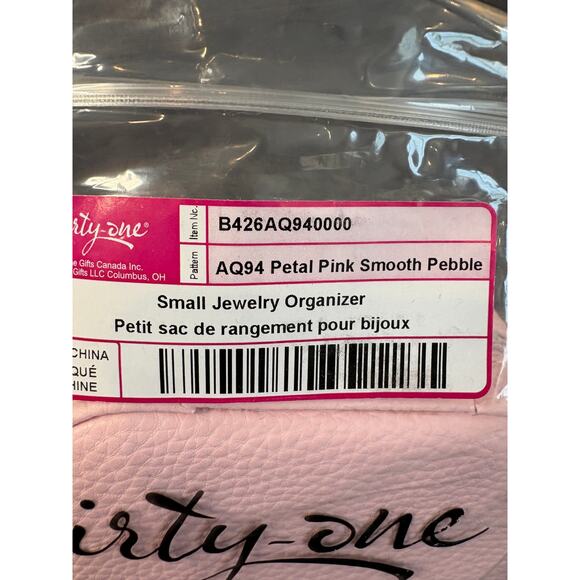 rty-one®
Item No.
B426AQ940000
e Gifts Canada Inc.
Gifts LLC Columbus, OH
Pattern
AQ94 Petal Pink Smooth Pebble
Small Jewelry Organizer
Petit sac de rangement pour bijoux
CHINA
QUÉ
HINE
irty-one